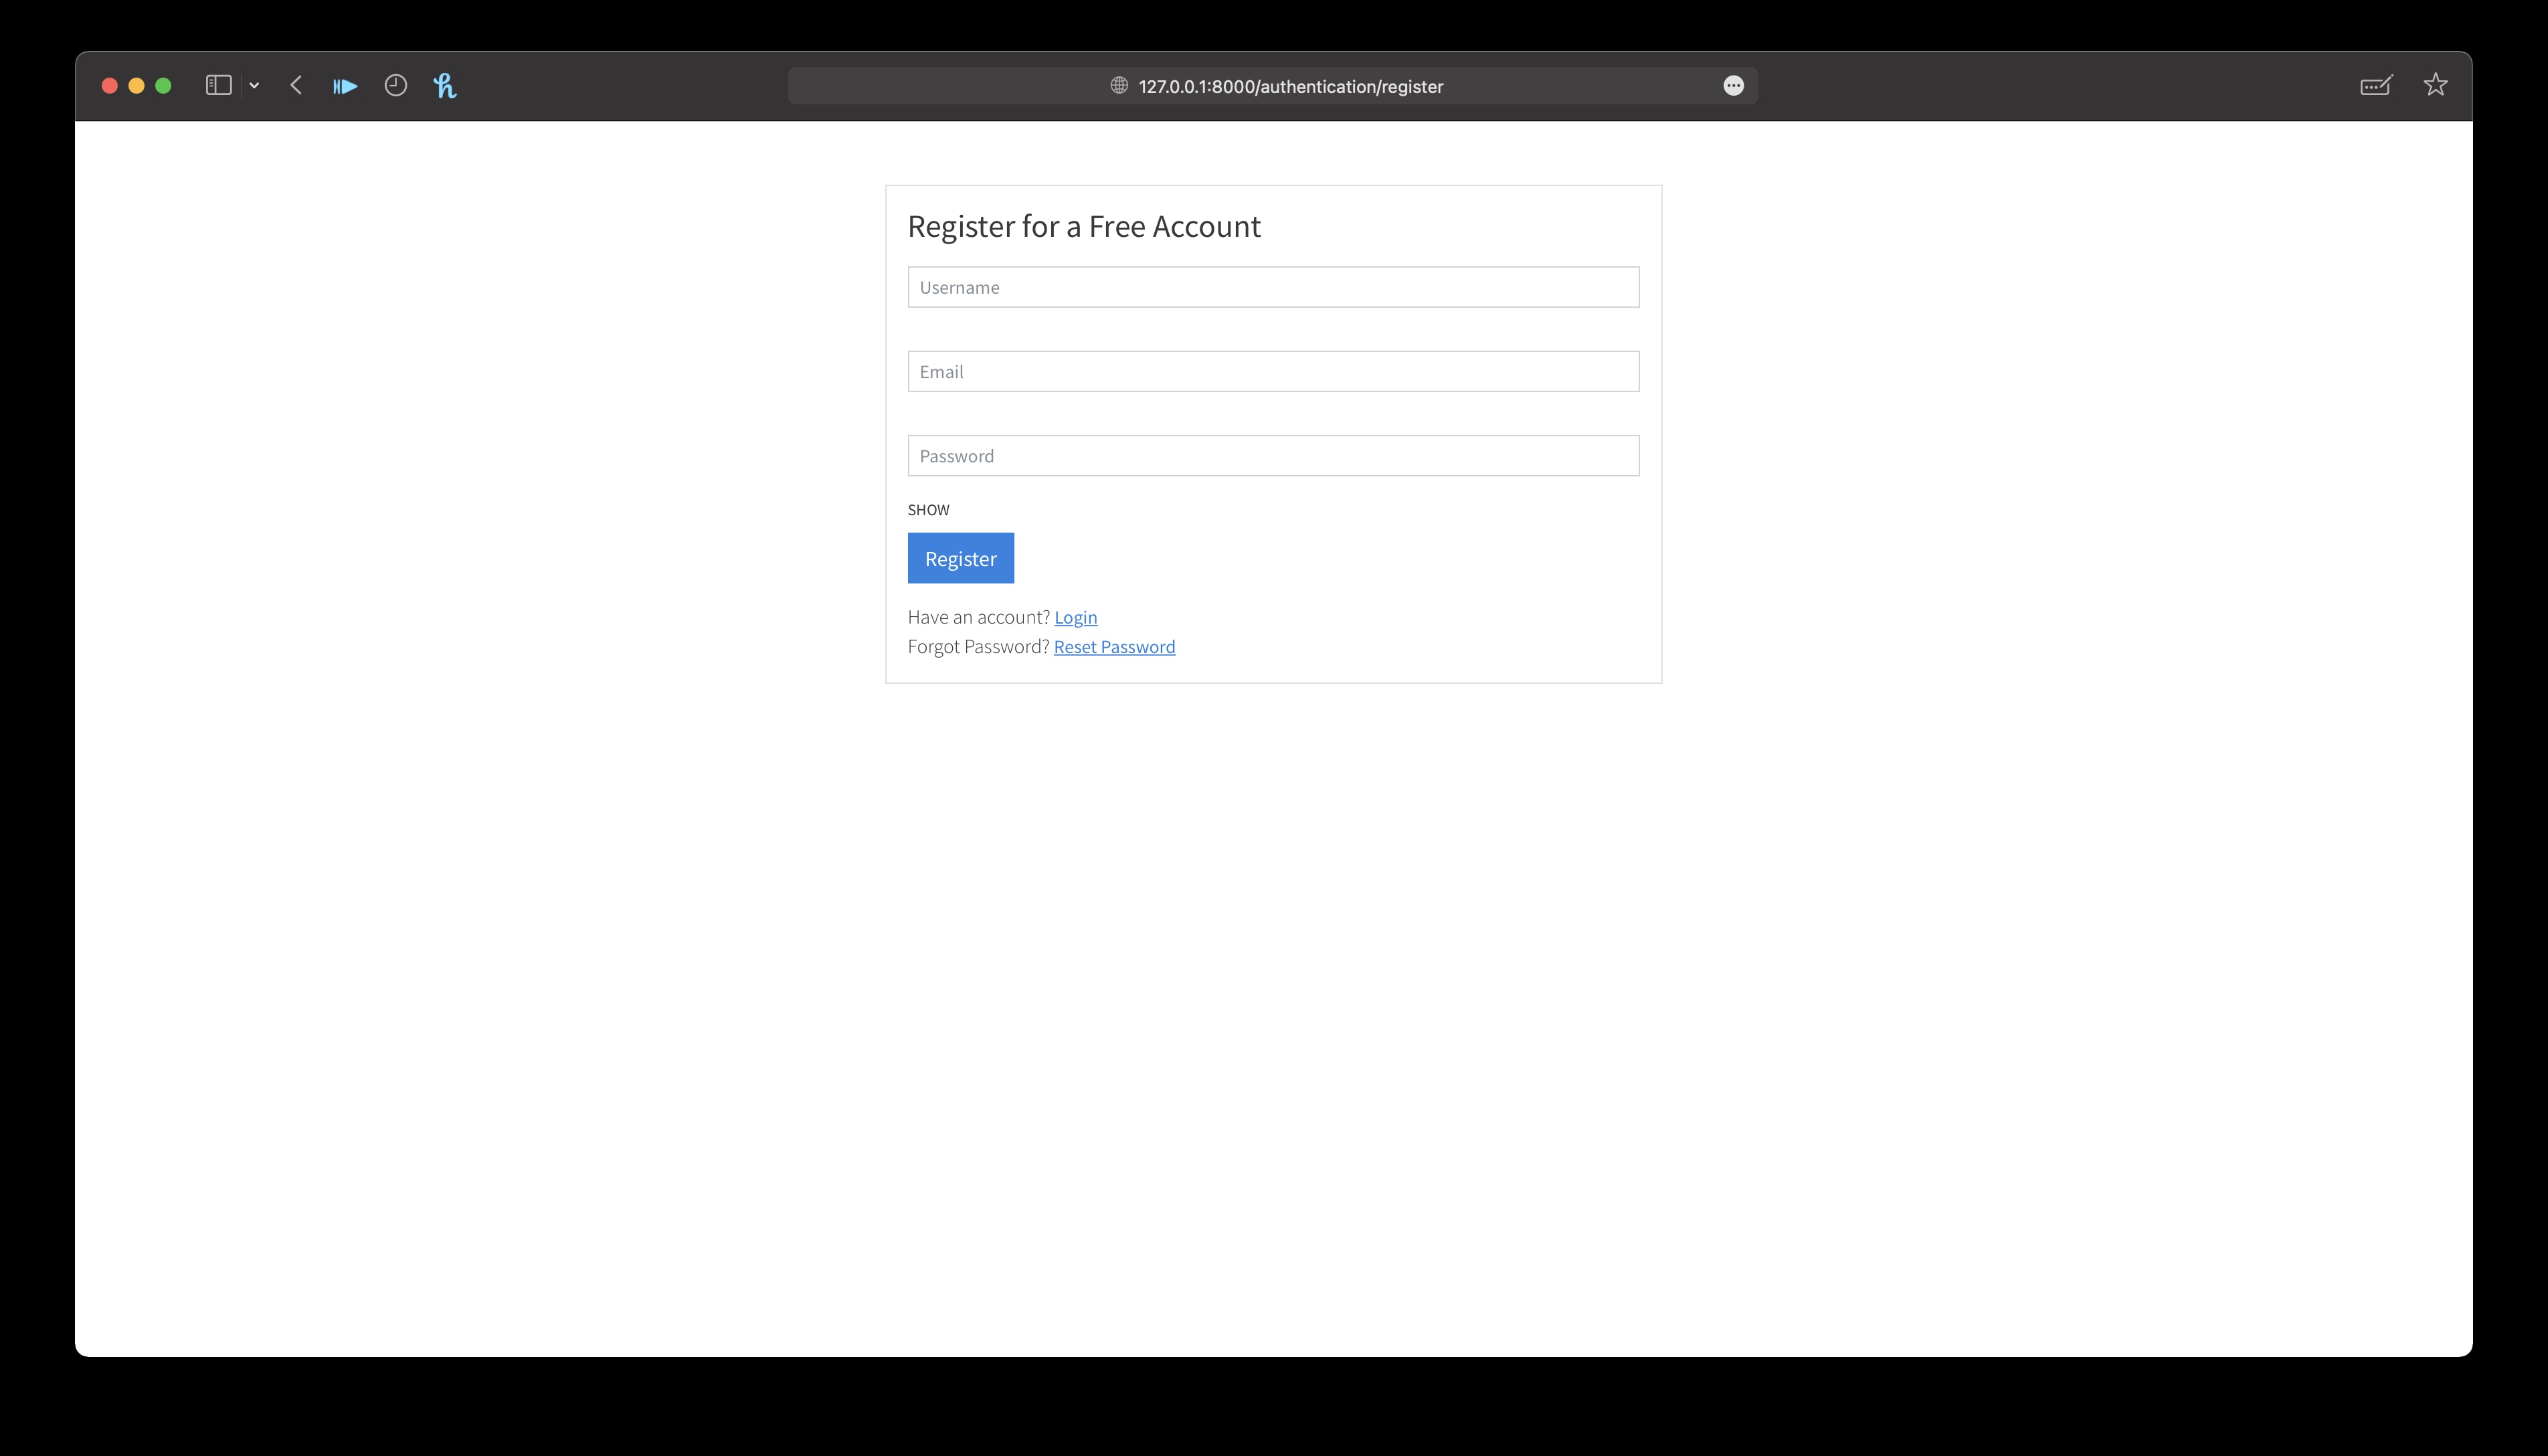 127.0.0.1:8000/authentication/register
Register for a Free Account
Username
Email
Password
SHOW
Register
Have an account? Login
Forgot Password? Reset Password